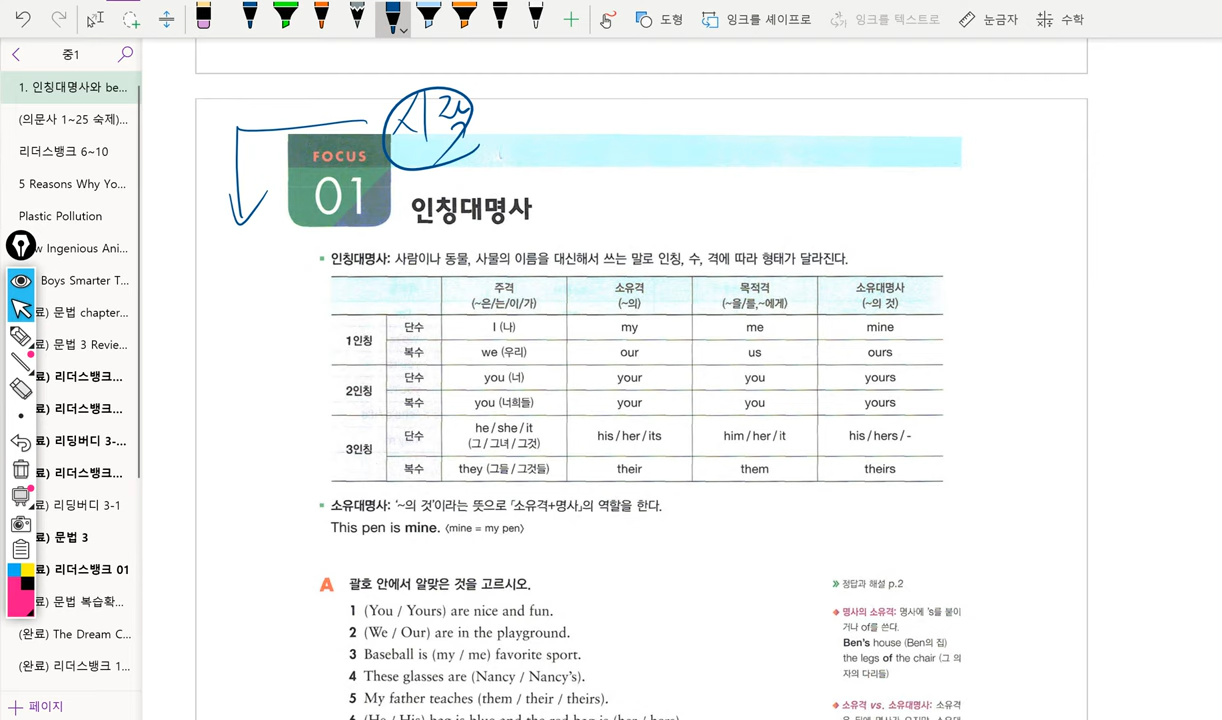 도형
잉크를 셰이프로
잉크를 텍스트로
눈금자
수학
중1
1. 인칭대명사와 be...
(의문사 1~25 숙제)...
리더스뱅크 6~10
5 Reasons Why Yo...
Plastic Pollution
w Ingenious Ani...
Boys Smarter T...
료) 문법 chapter...
료) 문법 3 Revie...
료) 리더스뱅크...
료) 리더스뱅크...
료) 리딩버디 3-...
료) 리더스뱅크...
료) 리딩버디 3-1
료) 문법 3
료) 리더스뱅크 01
료) 문법 복습확...
(완료) The Dream C...
(완료) 리더스뱅크 1...
페이지
FOCUS
01
인칭대명사
인칭대명사: 사람이나 동물, 사물의 이름을 대신해서 쓰는 말로 인칭, 수, 격에 따라 형태가 달라진다.
주격 소유격 목적격 소유대명사
(~은/는/이/가) (~의) (~을/를,~에게) (~의 것)
1인칭 단수 I (나) my me mine
복수 we (우리) our us ours
2인칭 단수 you (너) your you yours
복수 you (너희들) your you yours
3인칭 단수 he / she / it (그 / 그녀 / 그것) his / her / its him / her / it his / hers / -
복수 they (그들 / 그것들) their them theirs
소유대명사: '~의 것'이라는 뜻으로 「소유격+명사」의 역할을 한다.
This pen is mine. (mine = my pen)
A 괄호 안에서 알맞은 것을 고르시오.
1 (You / Yours) are nice and fun.
2 (We / Our) are in the playground.
3 Baseball is (my / me) favorite sport.
4 These glasses are (Nancy / Nancy's).
5 My father teaches (them / their / theirs).
6 (He / His) bag is blue and the red bag is (her / hers).
정답과 해설 p.2
명사의 소유격: 명사에 's를 붙이
거나 of를 쓴다.
Ben's house (Ben의 집)
the legs of the chair (그 의
자의 다리들)
소유격 vs. 소유대명사: 소유격